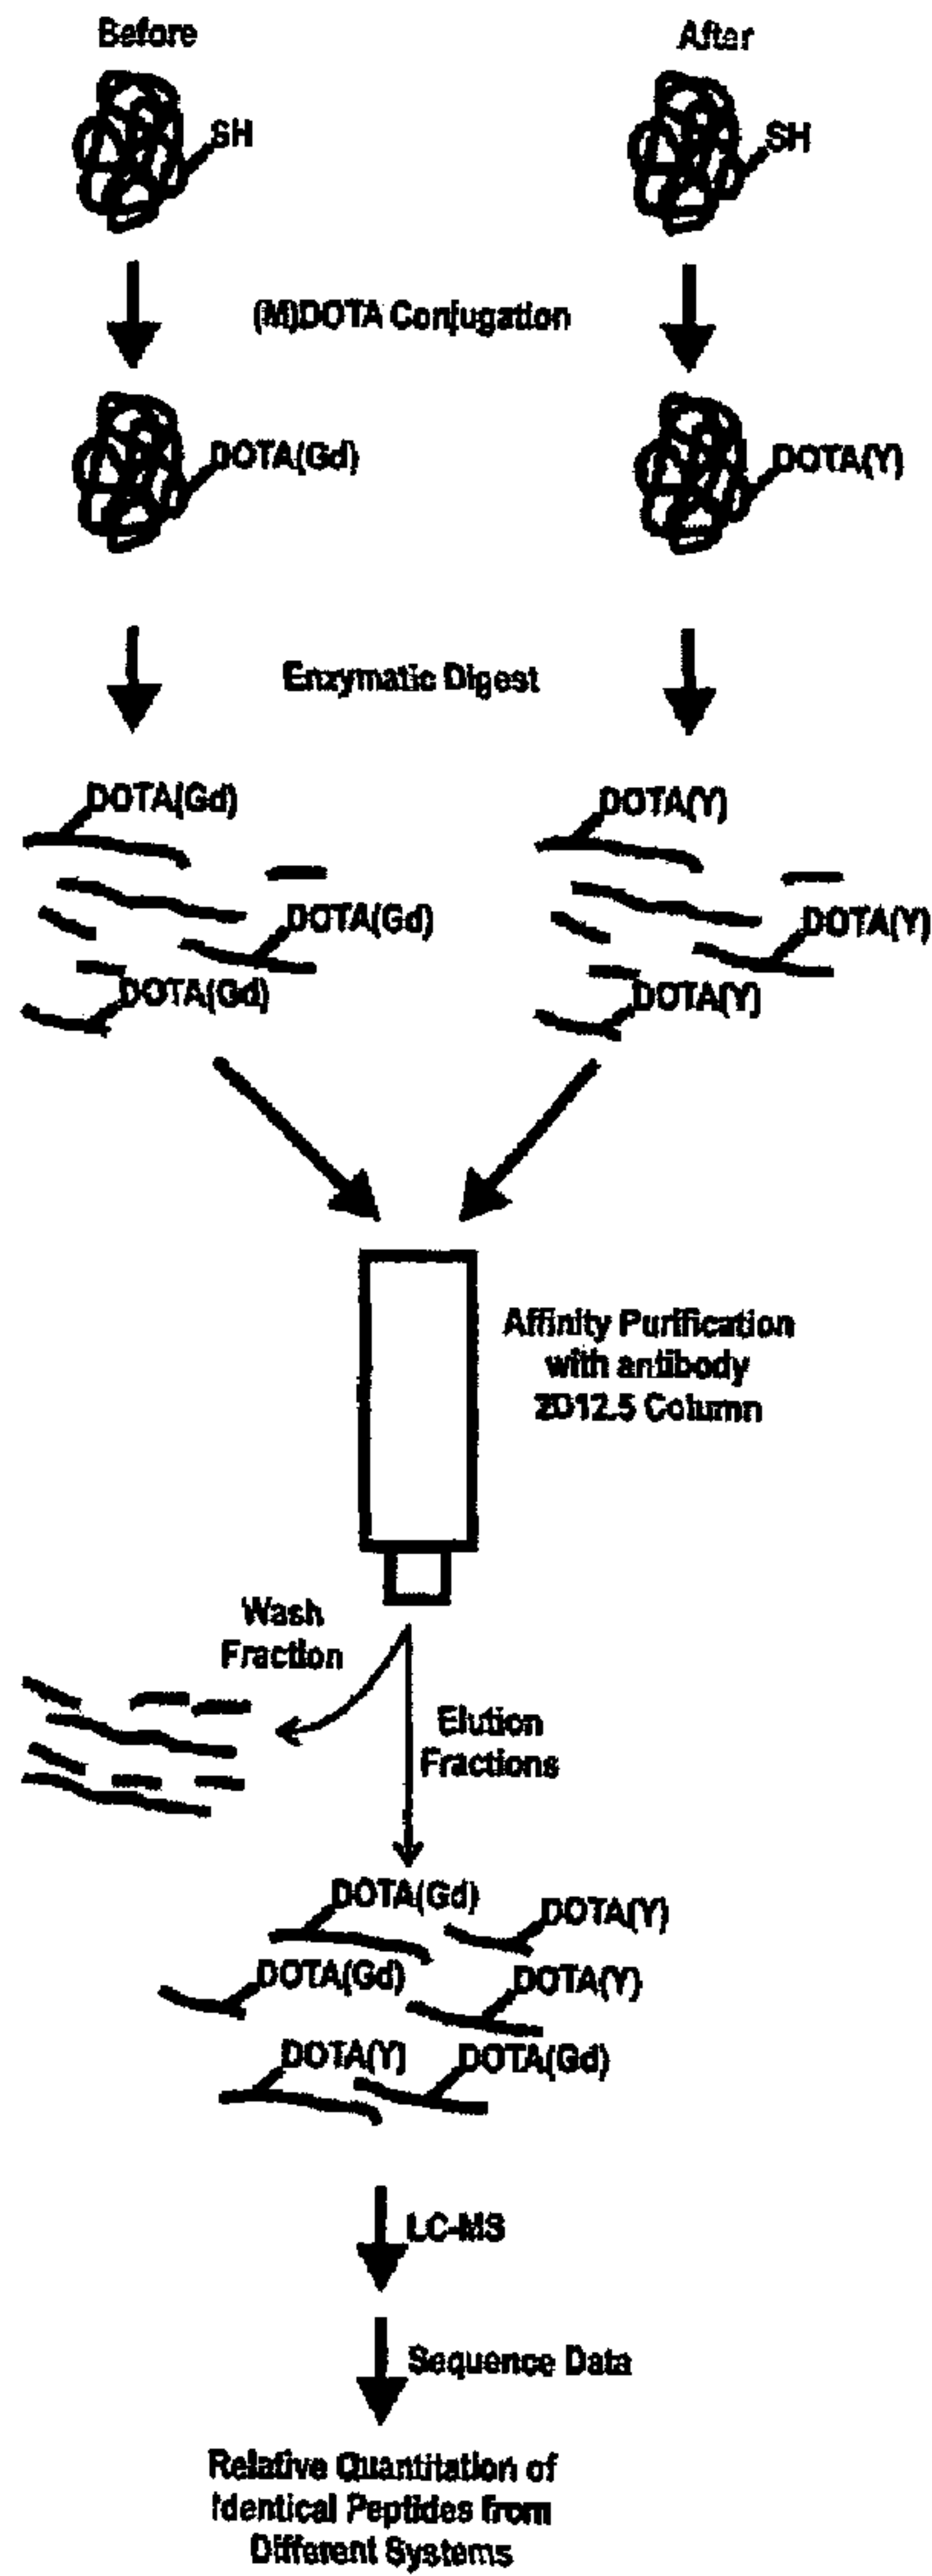 Before
After
SH
SH
(M)DOTA Conjugation
DOTA(Gd)
DOTA(Y)
Enzymatic Digest
DOTA(Gd)
DOTA(Y)
DOTA(Gd)
DOTA(Y)
DOTA(Gd)
DOTA(Y)
Affinity Purification
with antibody
2D12.5 Column
Wash
Fraction
Elution
Fractions
DOTA(Gd)
DOTA(Y)
DOTA(Gd)
DOTA(Y)
DOTA(Y)
DOTA(Gd)
LC-MS
Sequence Data
Relative Quantitation of
Identical Peptides from
Different Systems